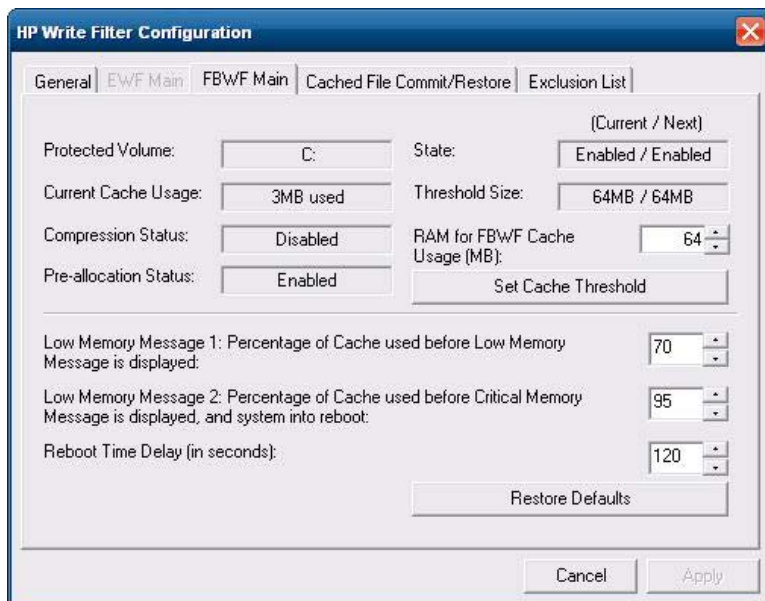 HP Write Filter Configuration
General EWF Main FBWF Main Cached File Commit/Restore Exclusion List
(Current / Next)
Protected Volume: C: State: Enabled / Enabled
Current Cache Usage: 3MB used Threshold Size: 64MB / 64MB
Compression Status: Disabled RAM for FBWF Cache
Usage (MB): 64
Pre-allocation Status: Enabled Set Cache Threshold
Low Memory Message 1: Percentage of Cache used before Low Memory
Message is displayed: 70
Low Memory Message 2: Percentage of Cache used before Critical Memory
Message is displayed, and system into reboot: 95
Reboot Time Delay (in seconds): 120
Restore Defaults
Cancel Apply